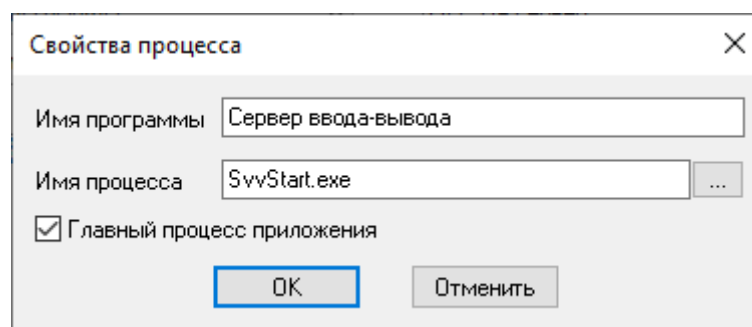 Свойства процесса
Имя программы Сервер ввода-вывода
Имя процесса SvvStart.exe ...
Главный процесс приложения
OK Отменить